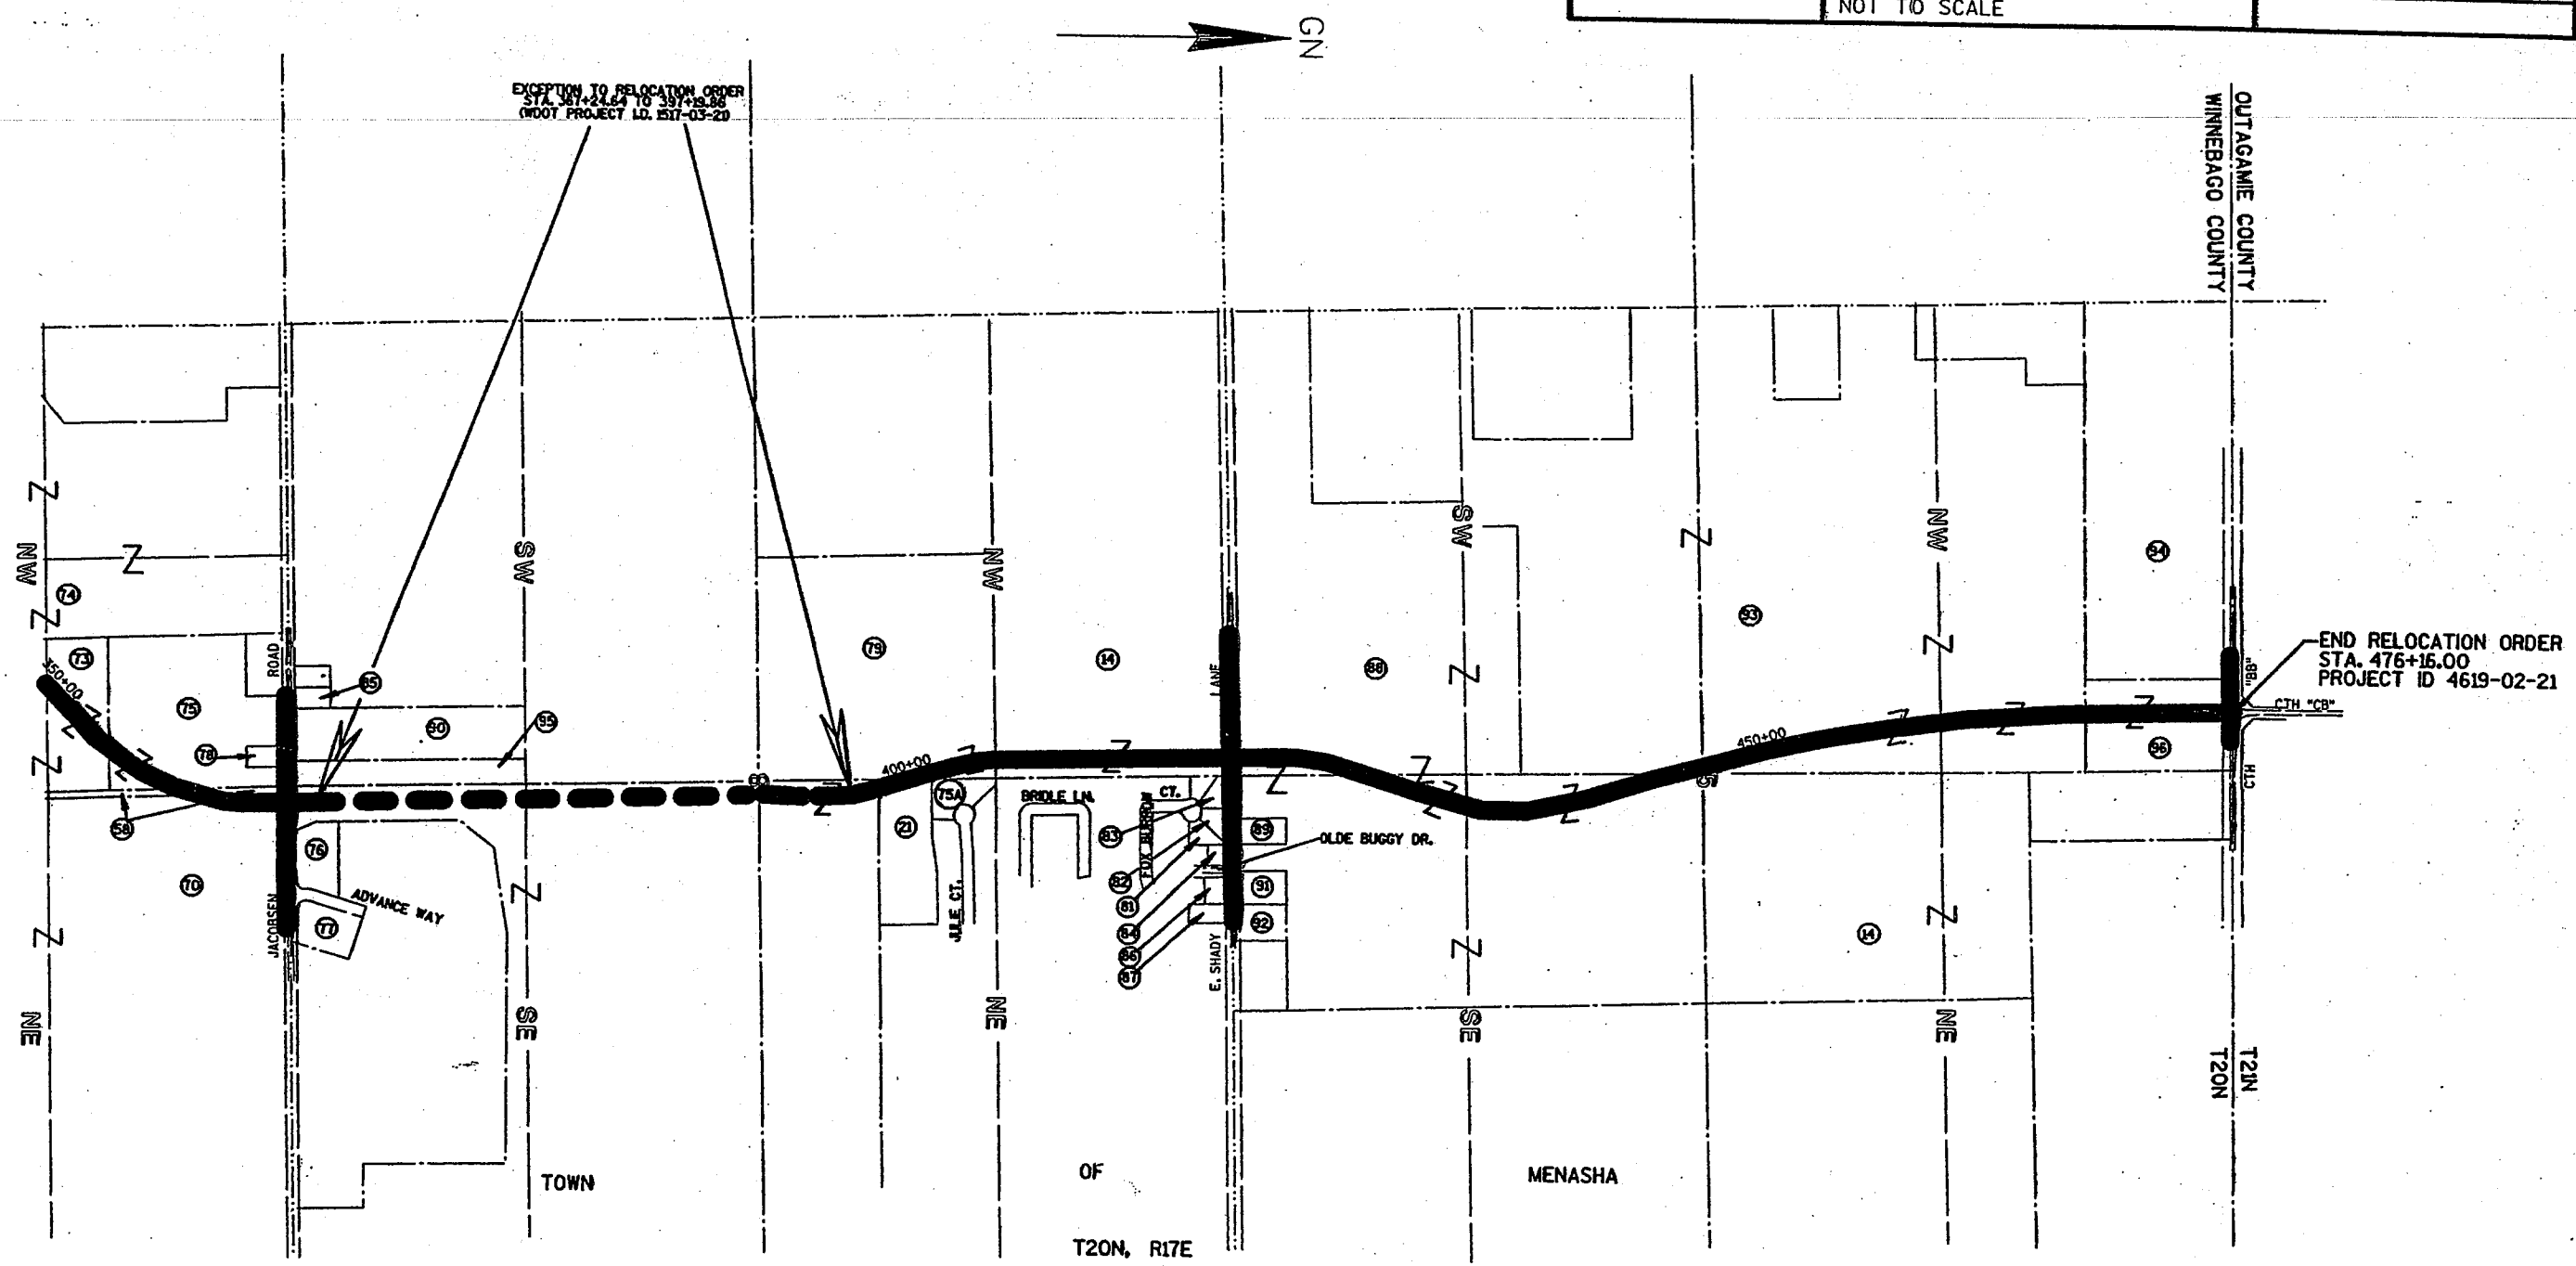 NOT TO SCALE
GN
EXCEPTION TO RELOCATION ORDER
STA. 367+24.64 TO 397+19.86
(WDOT PROJECT I.D. 1517-03-21)
OUTAGAMIE COUNTY
WINNEBAGO COUNTY
NW
SW
NW
SW
NW
74
73
350+00
75
78
ROAD
85
90
95
79
14
LANE
88
93
94
END RELOCATION ORDER
STA. 476+16.00
PROJECT ID 4619-02-21
"BB"
CTH "CB"
96
CTH
58
70
76
77
JACOBSEN
ADVANCE WAY
8
400+00
21
75A
JULE CT.
BRIDLE LN.
FOX BURROW
CT.
83
82
81
84
86
87
89
OLDE BUGGY DR.
91
92
E. SHADY
450+00
5
14
NE
SE
NE
SE
NE
T21N
T20N
TOWN
OF
MENASHA
T20N, R17E